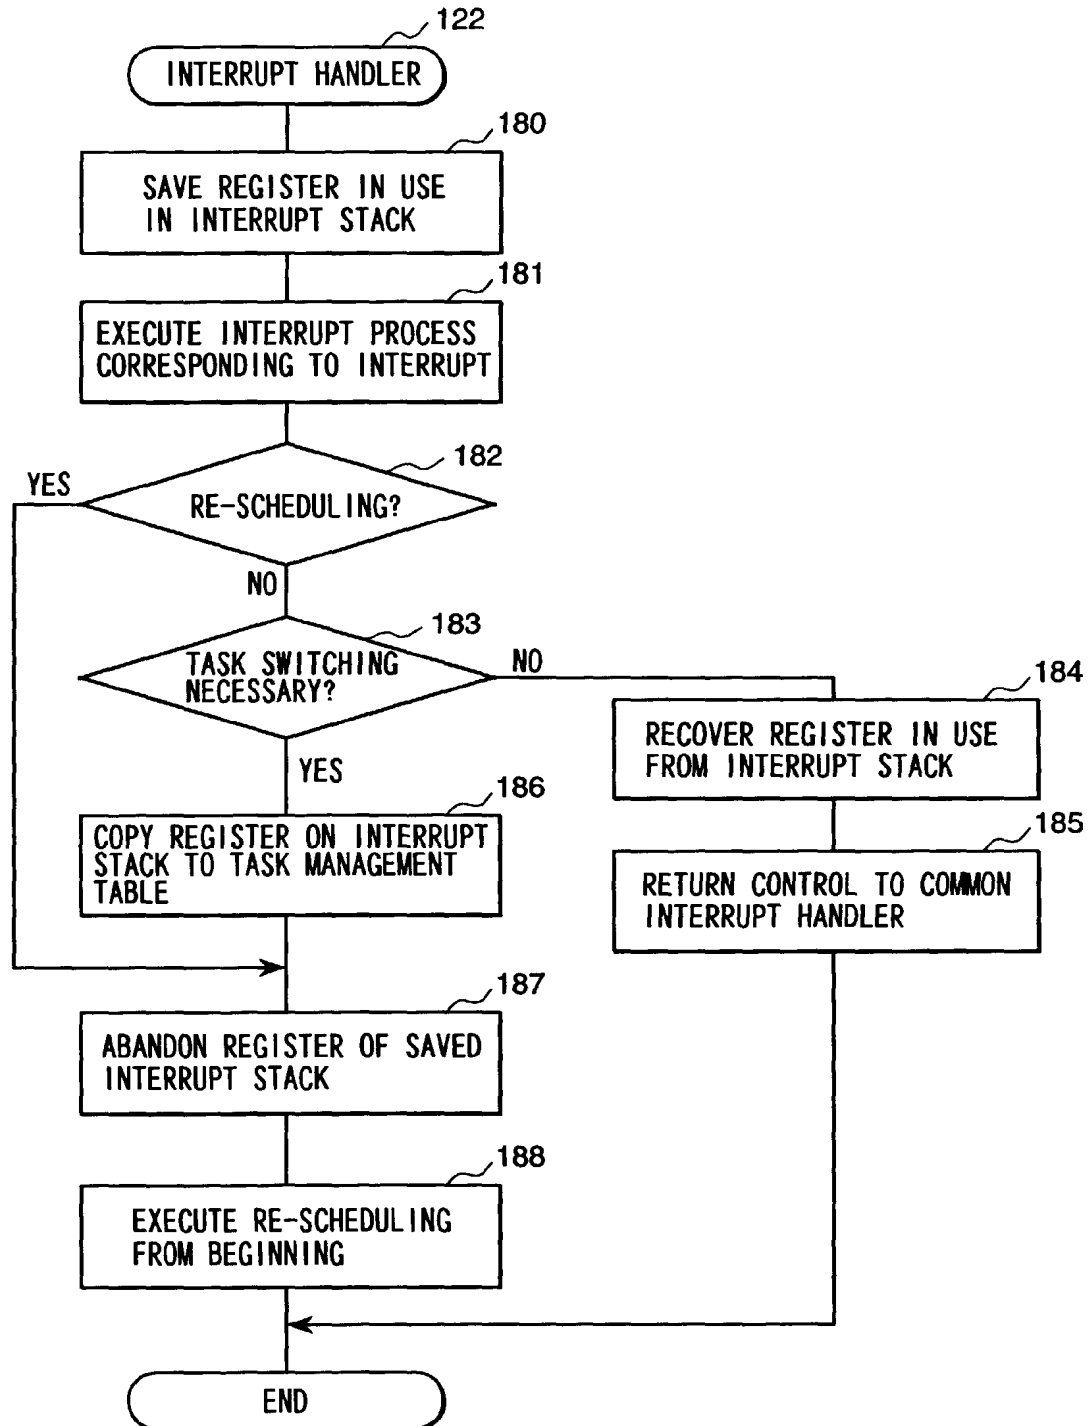 122
INTERRUPT HANDLER
180
SAVE REGISTER IN USE
IN INTERRUPT STACK
181
EXECUTE INTERRUPT PROCESS
CORRESPONDING TO INTERRUPT
182
YES
RE-SCHEDULING?
NO
183
TASK SWITCHING
NECESSARY?
NO
184
RECOVER REGISTER IN USE
FROM INTERRUPT STACK
YES
186
COPY REGISTER ON INTERRUPT
STACK TO TASK MANAGEMENT
TABLE
185
RETURN CONTROL TO COMMON
INTERRUPT HANDLER
187
ABANDON REGISTER OF SAVED
INTERRUPT STACK
188
EXECUTE RE-SCHEDULING
FROM BEGINNING
END